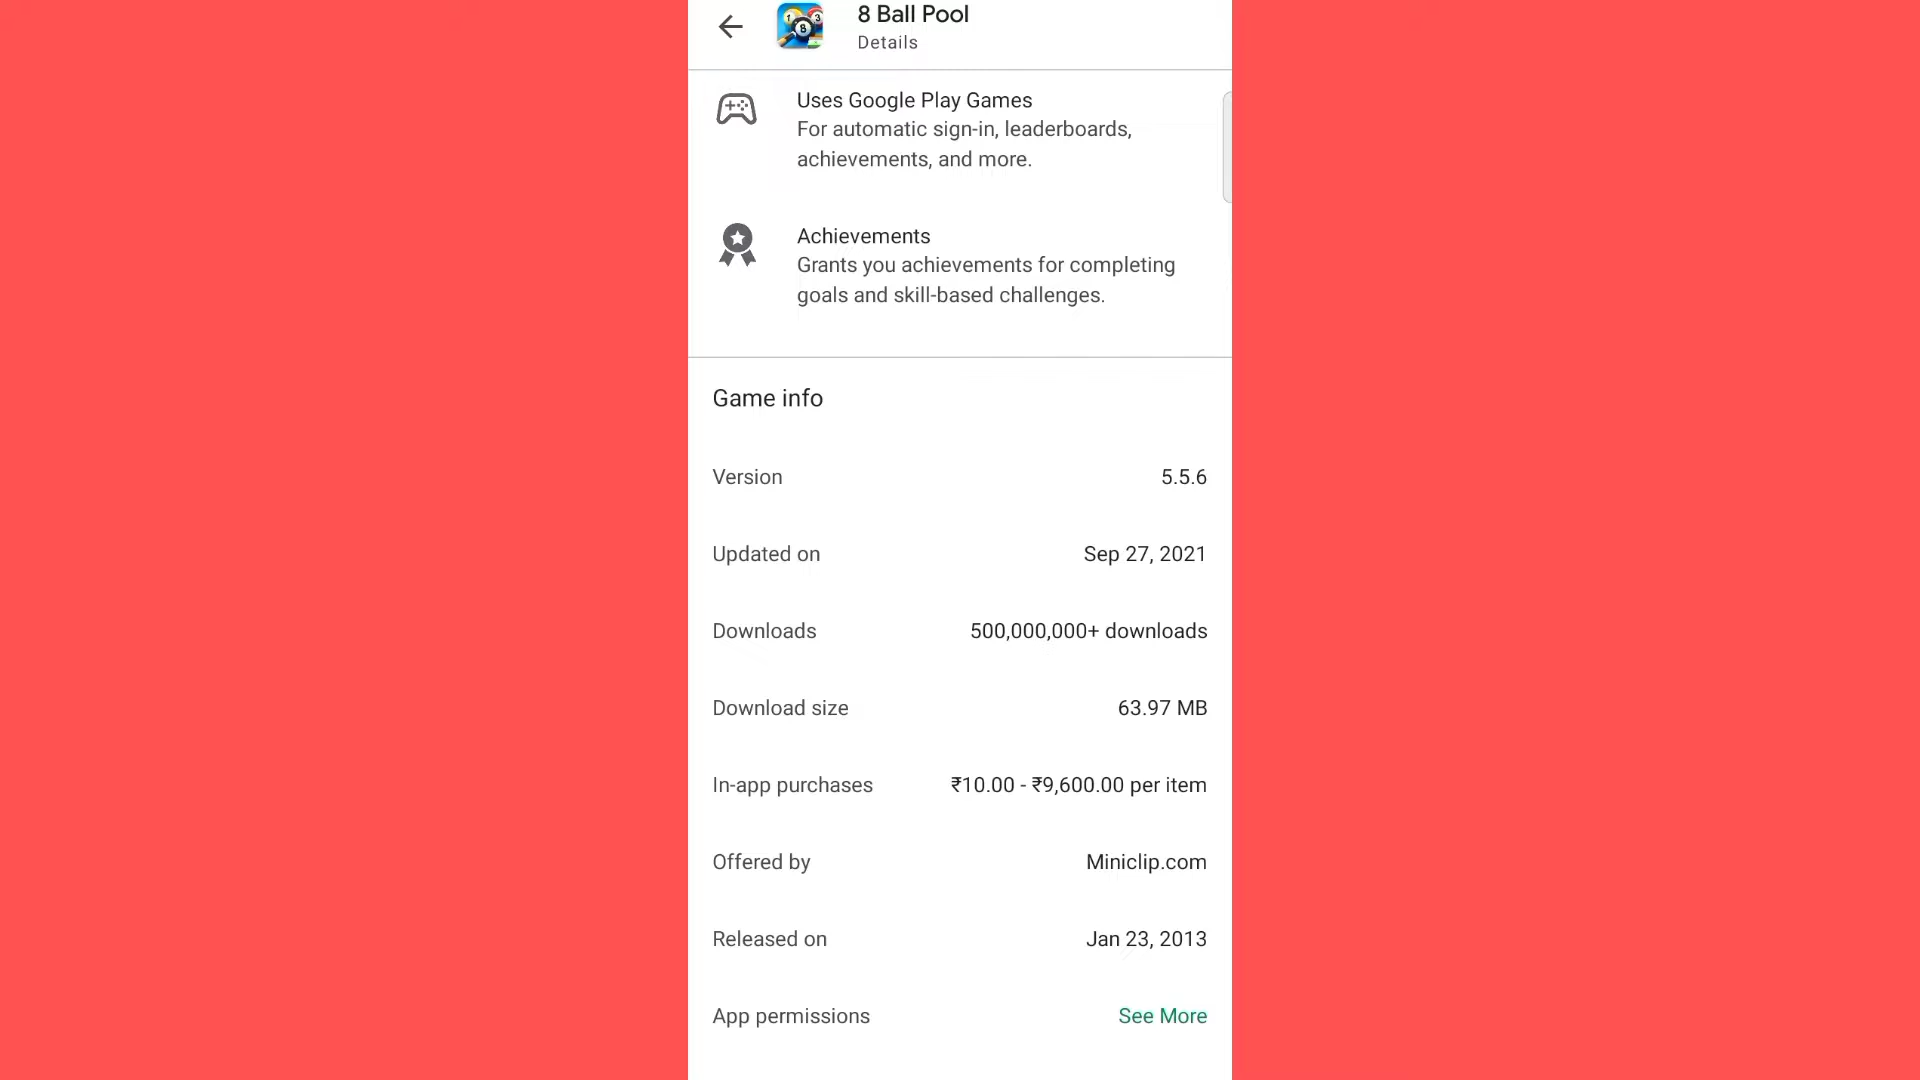 8 Ball Pool
Details
Uses Google Play Games
For automatic sign-in, leaderboards,
achievements, and more.
Achievements
Grants you achievements for completing
goals and skill-based challenges.
Game info
Version 5.5.6
Updated on Sep 27, 2021
Downloads 500,000,000+ downloads
Download size 63.97 MB
In-app purchases ₹10.00 - ₹9,600.00 per item
Offered by Miniclip.com
Released on Jan 23, 2013
App permissions See More